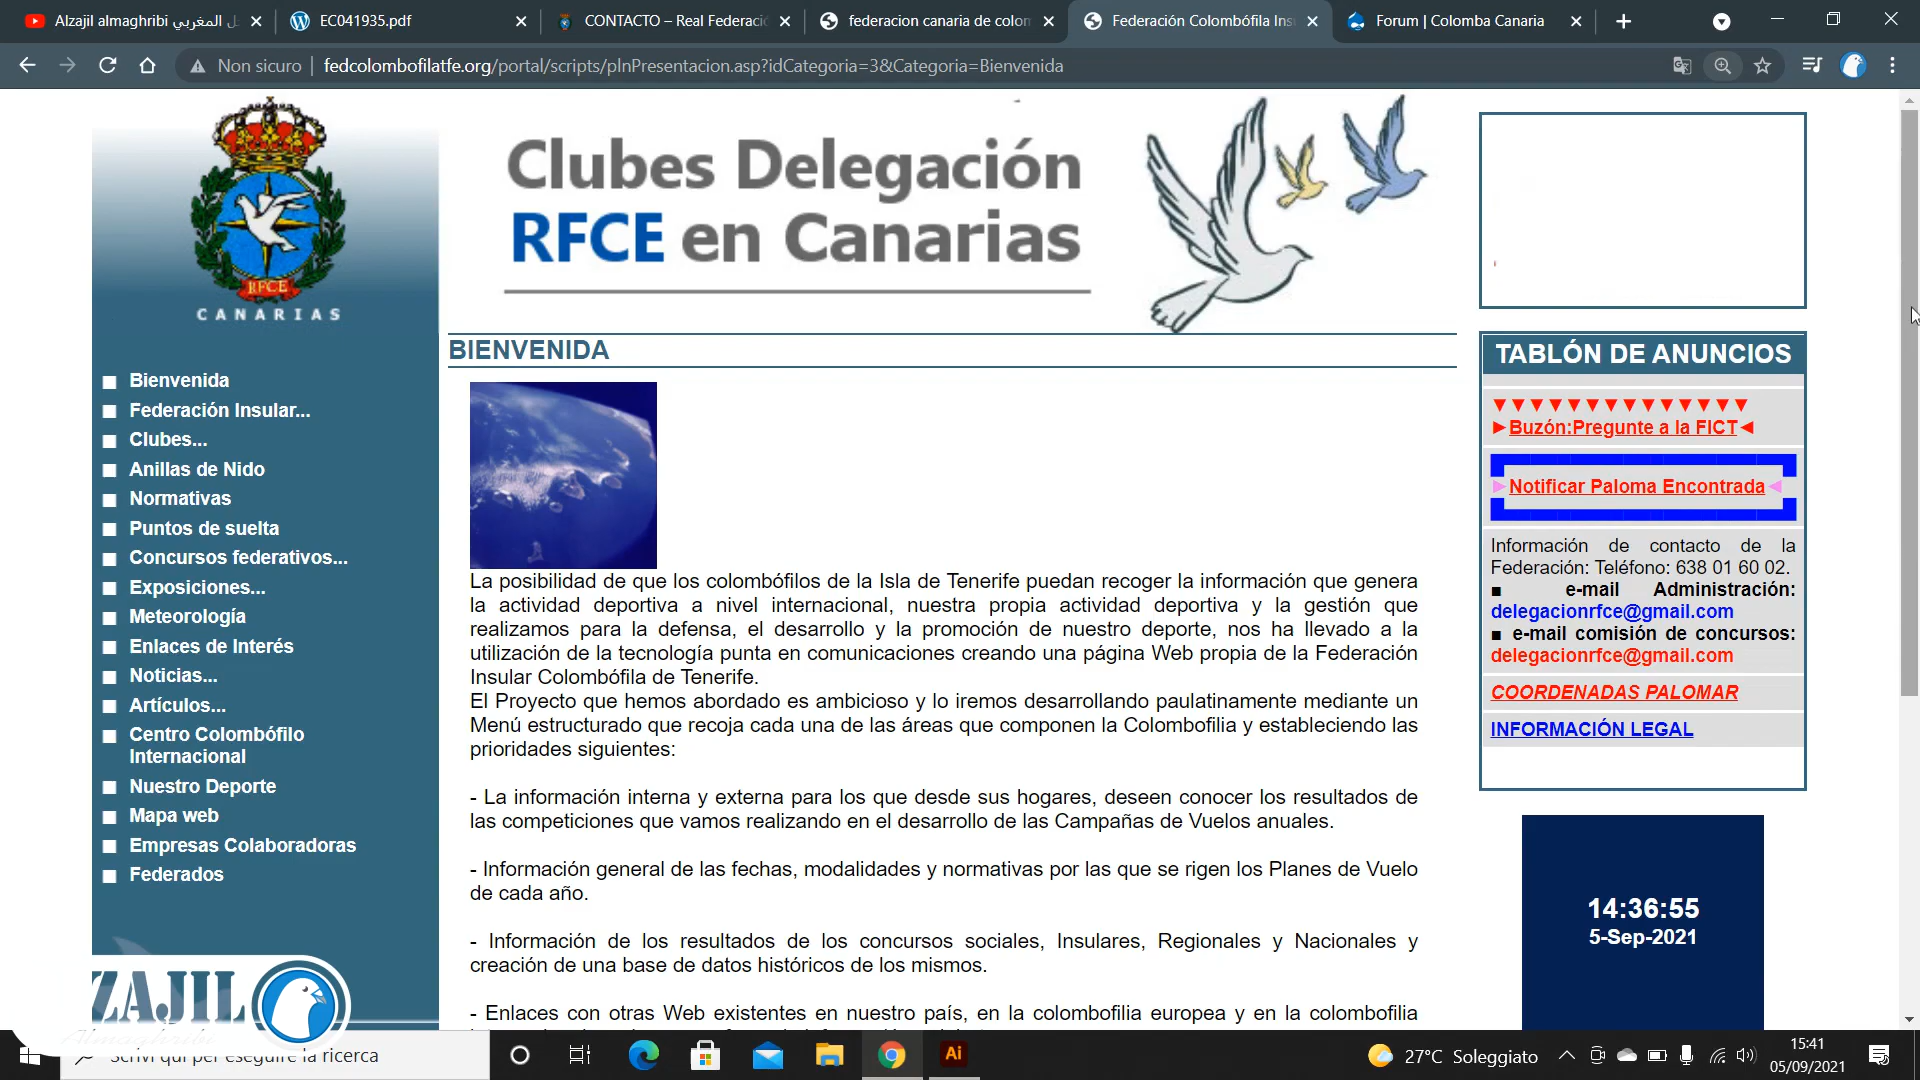 Alzajil almaghribi
EC041935.pdf
CONTACTO – Real Federació
federacion canaria de colom
Federación Colombófila Ins
Forum | Colomba Canaria
Non sicuro
fedcolombofilatfe.org/portal/scripts/plnPresentacion.asp?idCategoria=3&Categoria=Bienvenida
RFCE
CANARIAS
Clubes Delegación
RFCE en Canarias
Bienvenida
Federación Insular...
Clubes...
Anillas de Nido
Normativas
Puntos de suelta
Concursos federativos...
Exposiciones...
Meteorología
Enlaces de Interés
Noticias...
Artículos...
Centro Colombófilo
Internacional
Nuestro Deporte
Mapa web
Empresas Colaboradoras
Federados
BIENVENIDA
La posibilidad de que los colombófilos de la Isla de Tenerife puedan recoger la información que genera
la actividad deportiva a nivel internacional, nuestra propia actividad deportiva y la gestión que
realizamos para la defensa, el desarrollo y la promoción de nuestro deporte, nos ha llevado a la
utilización de la tecnología punta en comunicaciones creando una página Web propia de la Federación
Insular Colombófila de Tenerife.
El Proyecto que hemos abordado es ambicioso y lo iremos desarrollando paulatinamente mediante un
Menú estructurado que recoja cada una de las áreas que componen la Colombofilia y estableciendo las
prioridades siguientes:
- La información interna y externa para los que desde sus hogares, deseen conocer los resultados de
las competiciones que vamos realizando en el desarrollo de las Campañas de Vuelos anuales.
- Información general de las fechas, modalidades y normativas por las que se rigen los Planes de Vuelo
de cada año.
- Información de los resultados de los concursos sociales, Insulares, Regionales y Nacionales y
creación de una base de datos históricos de los mismos.
- Enlaces con otras Web existentes en nuestro país, en la colombofilia europea y en la colombofilia
TABLÓN DE ANUNCIOS
▼▼▼▼▼▼▼▼▼▼▼▼▼▼
►Buzón:Pregunte a la FICT◄
►Notificar Paloma Encontrada◄
Información de contacto de la
Federación: Teléfono: 638 01 60 02.
■ e-mail Administración:
delegacionrfce@gmail.com
■ e-mail comisión de concursos:
delegacionrfce@gmail.com
COORDENADAS PALOMAR
INFORMACIÓN LEGAL
14:36:55
5-Sep-2021
ZAJIL
Almaghribi
Scrivi qui per eseguire la ricerca
Ai
27°C Soleggiato
15:41
05/09/2021